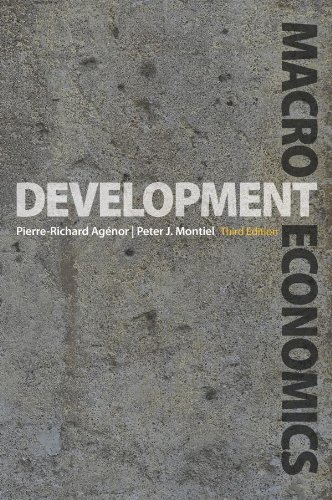 DEVELOPMENT
MACRO ECONOMICS
Pierre-Richard Agénor | Peter J. Montiel Third Edition